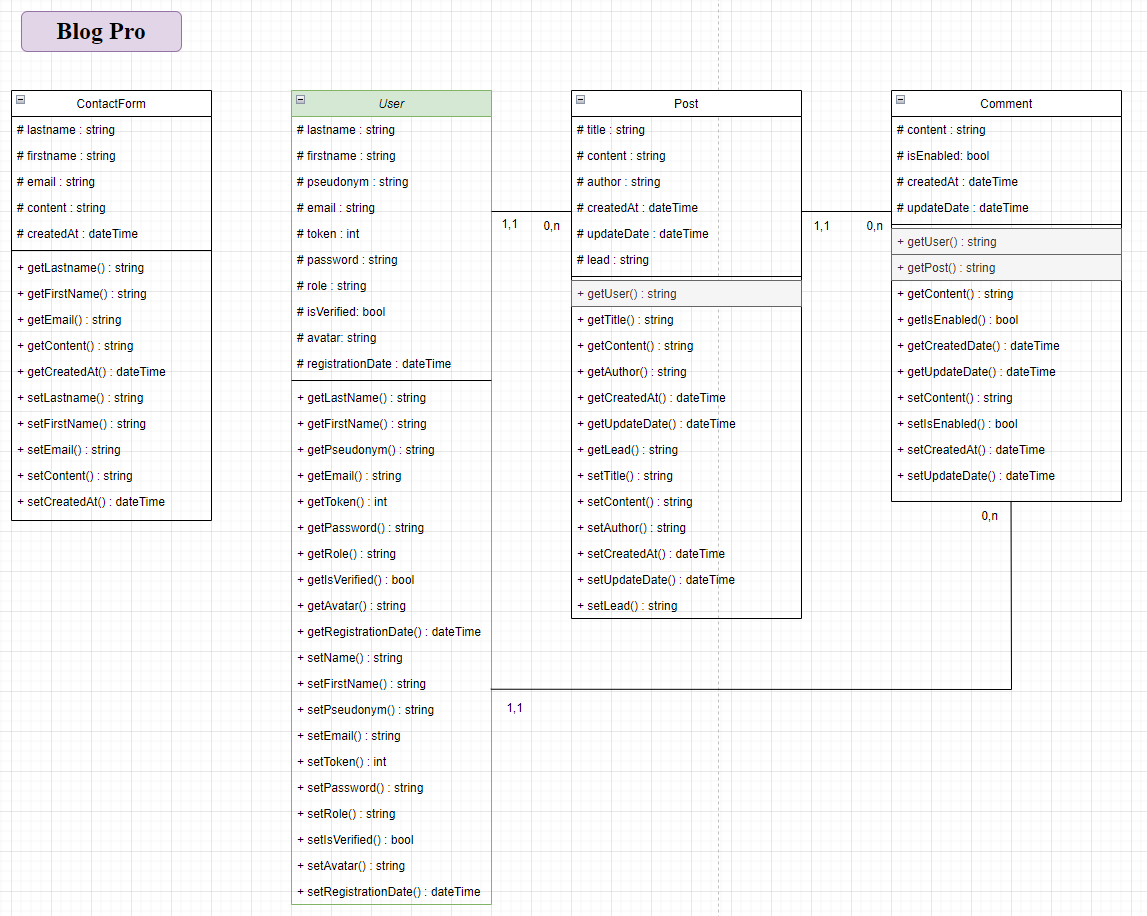 Blog Pro
ContactForm
# lastname : string
# firstname : string
# email : string
# content : string
# createdAt : dateTime
+ getLastname() : string
+ getFirstName() : string
+ getEmail() : string
+ getContent() : string
+ getCreatedAt() : dateTime
+ setLastname() : string
+ setFirstName() : string
+ setEmail() : string
+ setContent() : string
+ setCreatedAt() : dateTime
User
# lastname : string
# firstname : string
# pseudonym : string
# email : string
# token : int
# password : string
# role : string
# isVerified: bool
# avatar: string
# registrationDate : dateTime
+ getLastName() : string
+ getFirstName() : string
+ getPseudonym() : string
+ getEmail() : string
+ getToken() : int
+ getPassword() : string
+ getRole() : string
+ getIsVerified() : bool
+ getAvatar() : string
+ getRegistrationDate() : dateTime
+ setName() : string
+ setFirstName() : string
+ setPseudonym() : string
+ setEmail() : string
+ setToken() : int
+ setPassword() : string
+ setRole() : string
+ setIsVerified() : bool
+ setAvatar() : string
+ setRegistrationDate() : dateTime
1,1
0,n
Post
# title : string
# content : string
# author : string
# createdAt : dateTime
# updateDate : dateTime
# lead : string
+ getUser() : string
+ getTitle() : string
+ getContent() : string
+ getAuthor() : string
+ getCreatedAt() : dateTime
+ getUpdateDate() : dateTime
+ getLead() : string
+ setTitle() : string
+ setContent() : string
+ setAuthor() : string
+ setCreatedAt() : dateTime
+ setUpdateDate() : dateTime
+ setLead() : string
1,1
0,n
Comment
# content : string
# isEnabled: bool
# createdAt : dateTime
# updateDate : dateTime
+ getUser() : string
+ getPost() : string
+ getContent() : string
+ getIsEnabled() : bool
+ getCreatedDate() : dateTime
+ getUpdateDate() : dateTime
+ setContent() : string
+ setIsEnabled() : bool
+ setCreatedAt() : dateTime
+ setUpdateDate() : dateTime
0,n
1,1